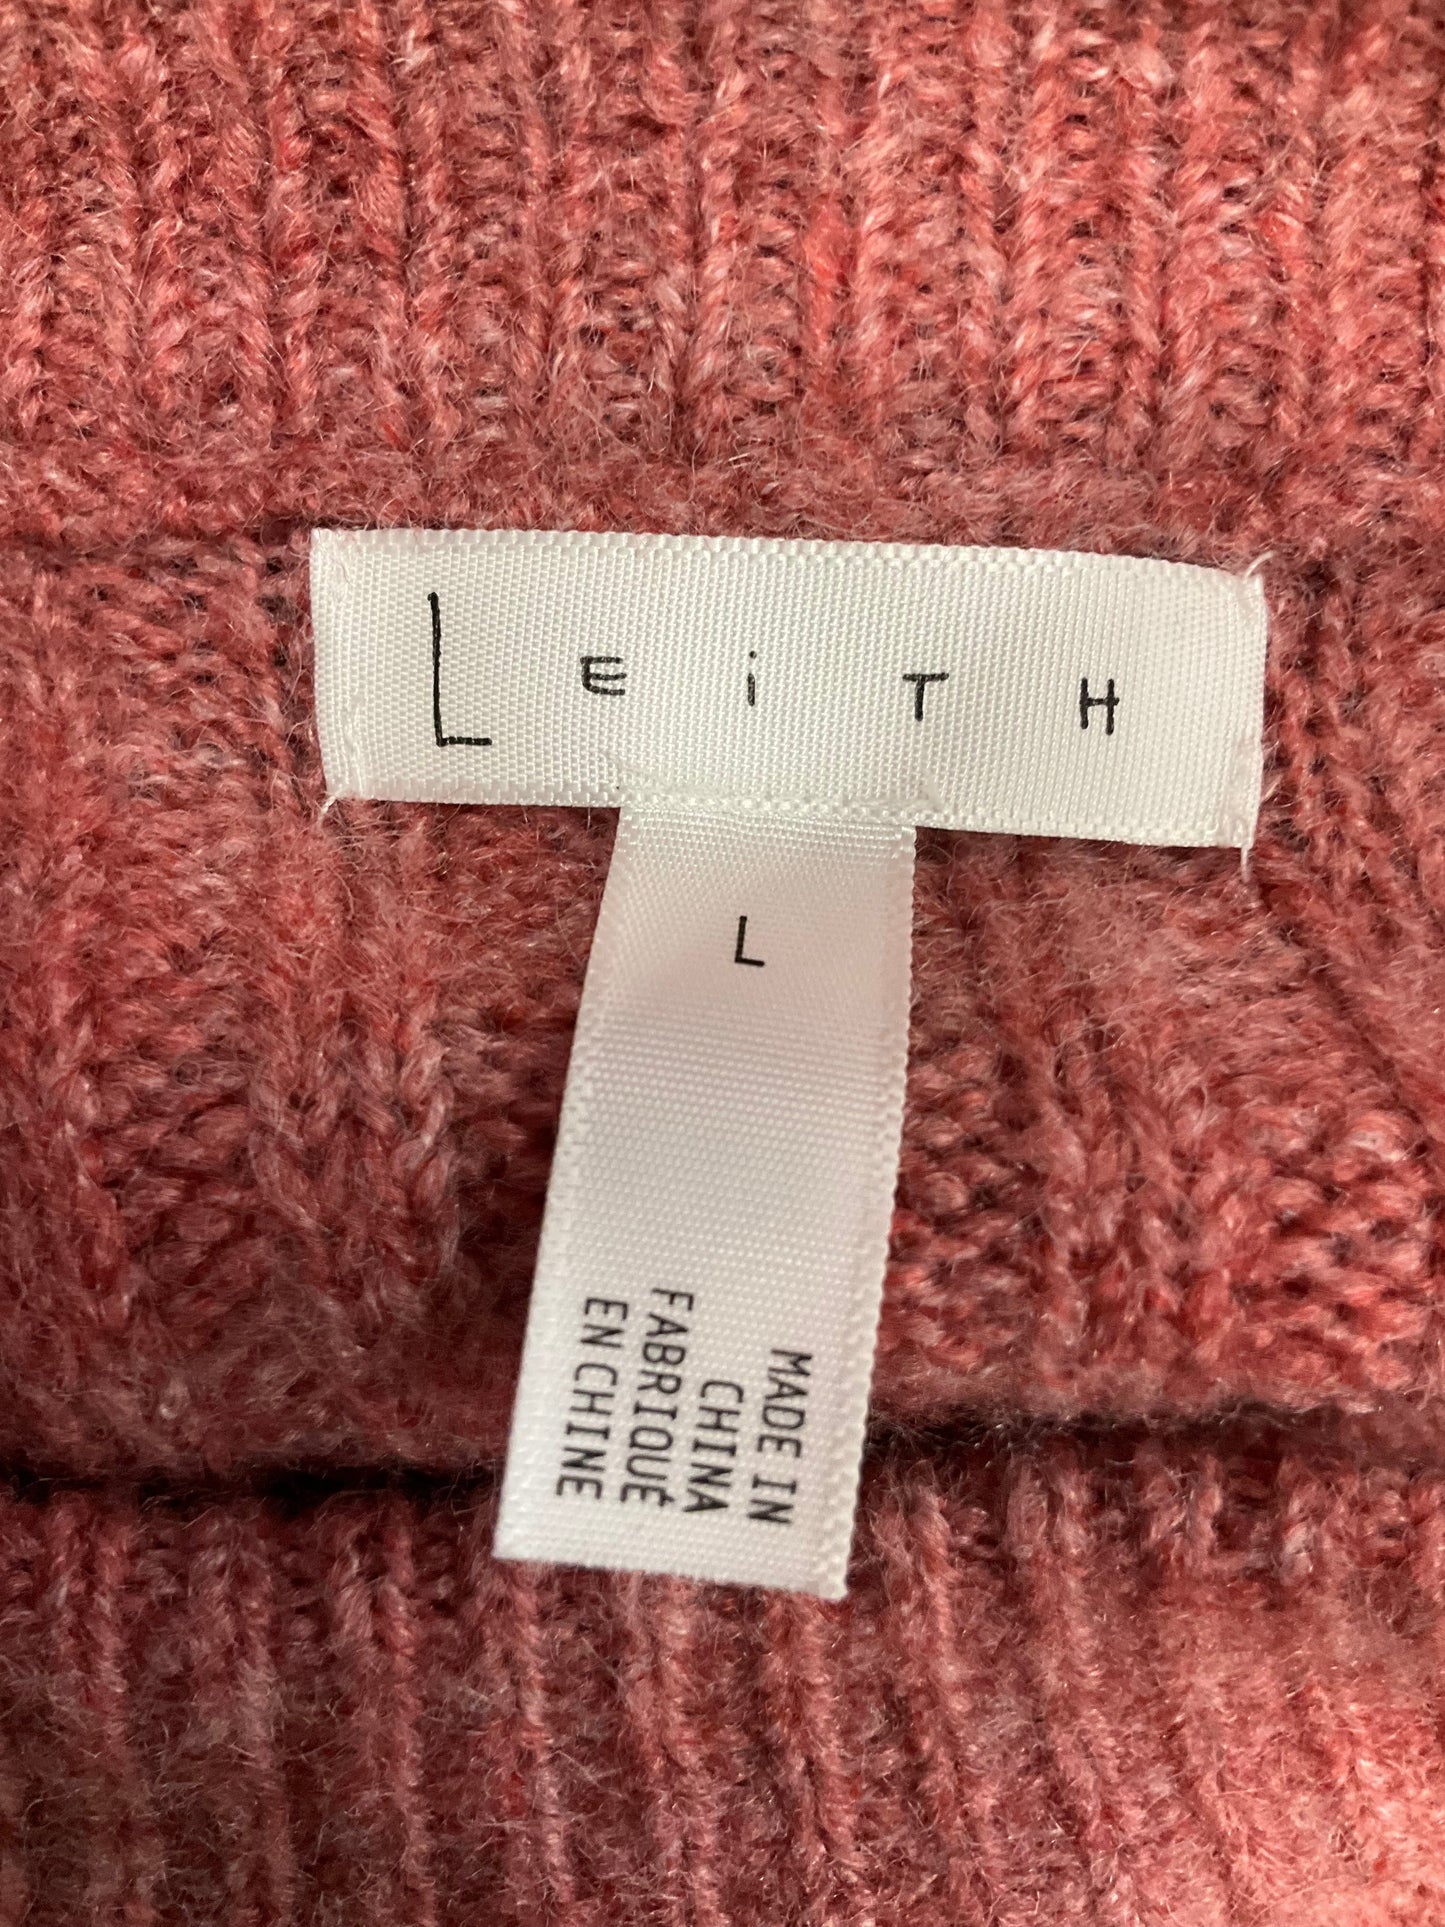 LEiTH
L
MADE IN
CHINA
FABRIQUÉ
EN CHINE